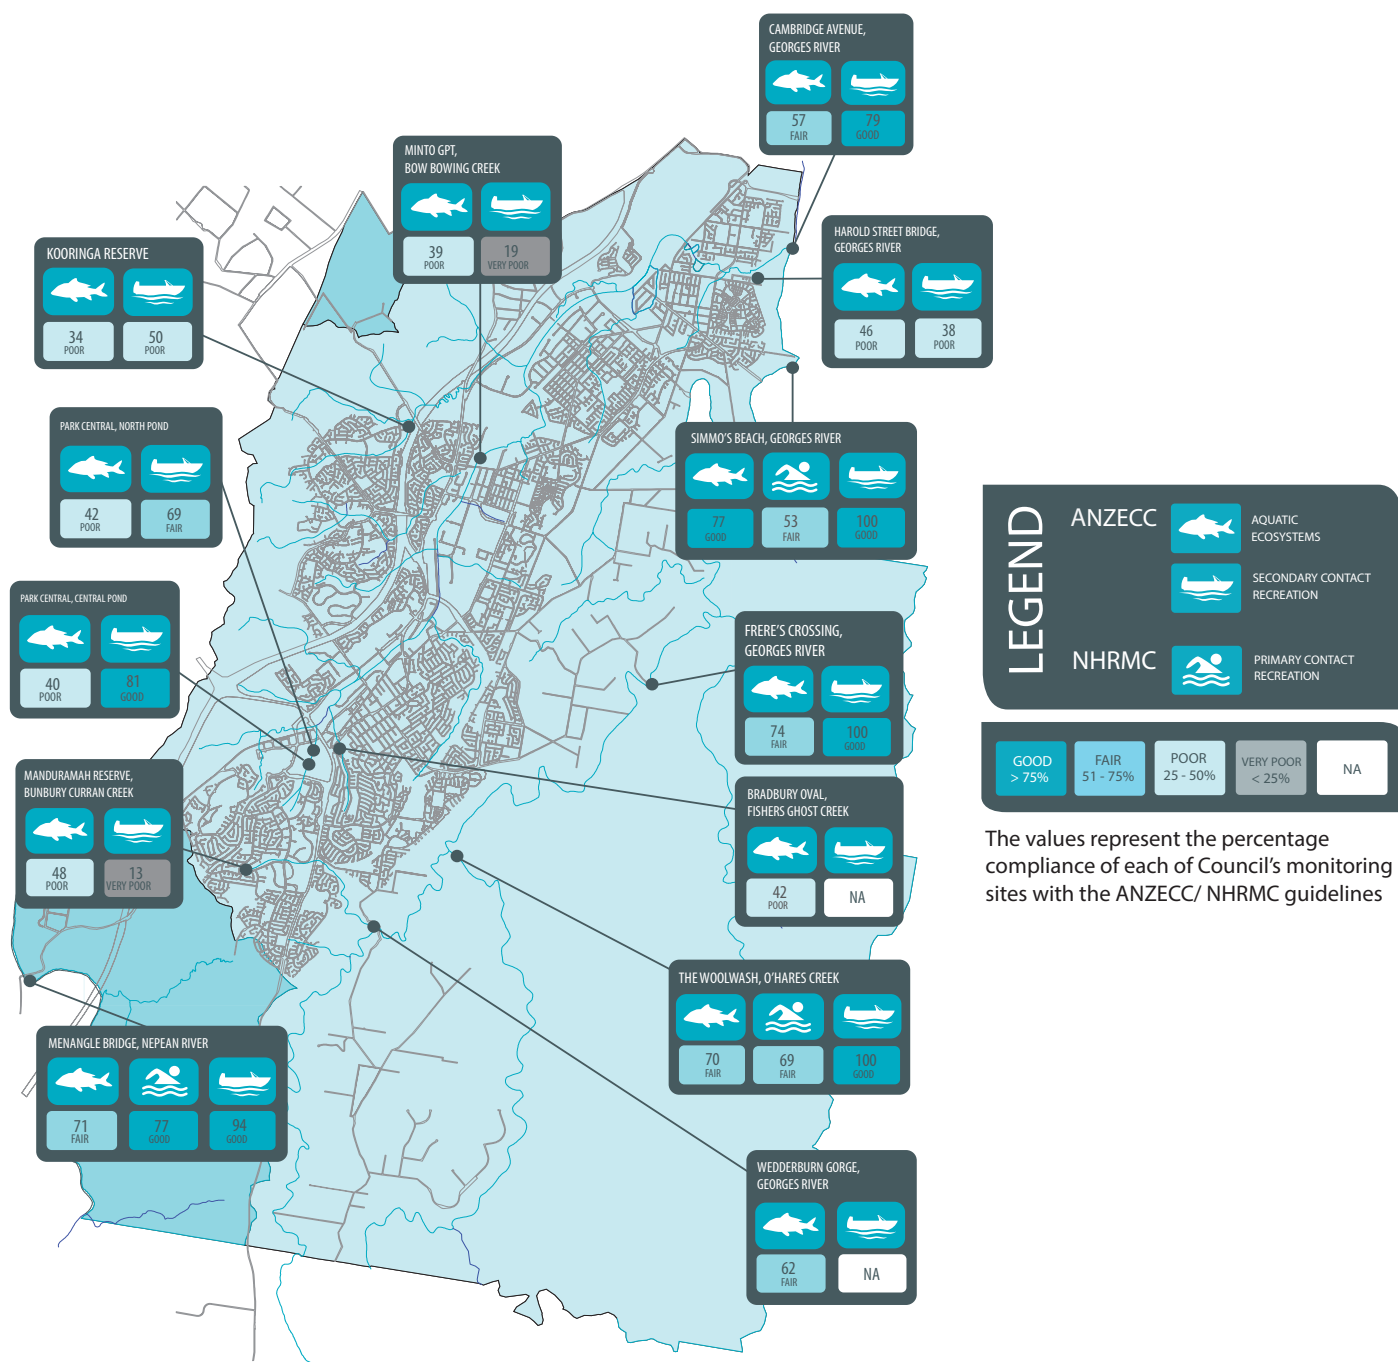 CAMBRIDGE AVENUE,
GEORGES RIVER
57
FAIR
79
GOOD
MINTO GPT,
BOW BOWING CREEK
39
POOR
19
VERY POOR
HAROLD STREET BRIDGE,
GEORGES RIVER
46
POOR
38
POOR
KOORINGA RESERVE
34
POOR
50
POOR
PARK CENTRAL, NORTH POND
42
POOR
69
FAIR
SIMMO'S BEACH, GEORGES RIVER
77
GOOD
53
FAIR
100
GOOD
PARK CENTRAL, CENTRAL POND
40
POOR
81
GOOD
FRERE'S CROSSING,
GEORGES RIVER
74
FAIR
100
GOOD
MANDURAMAH RESERVE,
BUNBURY CURRAN CREEK
48
POOR
13
VERY POOR
BRADBURY OVAL,
FISHERS GHOST CREEK
42
POOR
NA
THE WOOLWASH, O'HARES CREEK
70
FAIR
69
FAIR
100
GOOD
MENANGLE BRIDGE, NEPEAN RIVER
71
FAIR
77
GOOD
94
GOOD
WEDDERBURN GORGE,
GEORGES RIVER
62
FAIR
NA
LEGEND
ANZECC
AQUATIC
ECOSYSTEMS
SECONDARY CONTACT
RECREATION
NHRMC
PRIMARY CONTACT
RECREATION
GOOD
> 75%
FAIR
51 - 75%
POOR
25 - 50%
VERY POOR
< 25%
NA
The values represent the percentage
compliance of each of Council's monitoring
sites with the ANZECC/ NHRMC guidelines